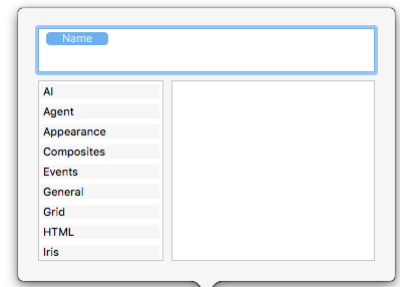 Name
AI
Agent
Appearance
Composites
Events
General
Grid
HTML
Iris